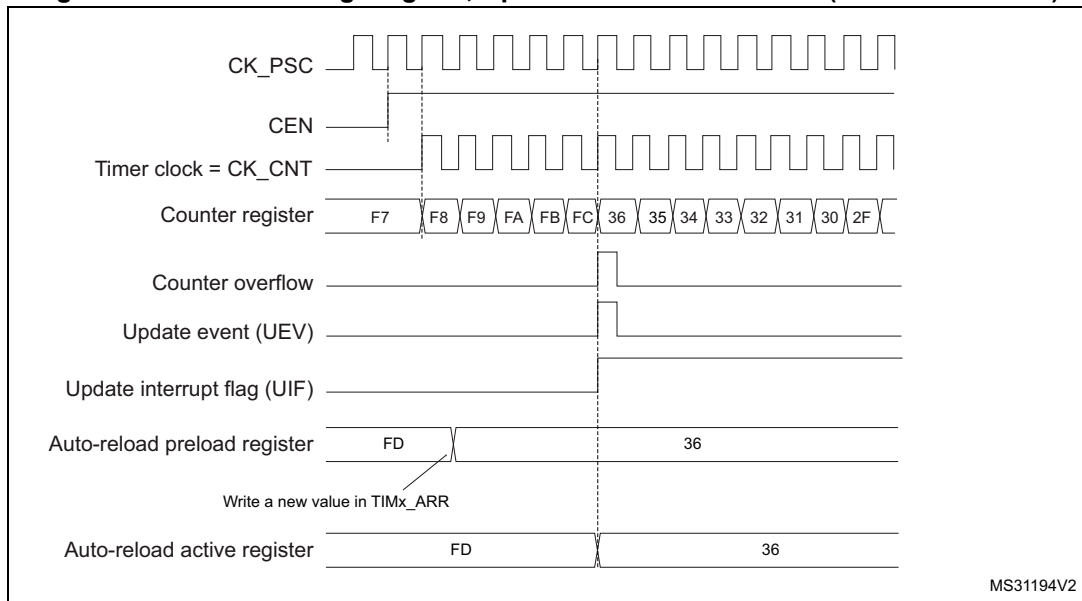 CK_PSC
CEN
Timer clock = CK_CNT
Counter register F7 F8 F9 FA FB FC 36 35 34 33 32 31 30 2F
Counter overflow
Update event (UEV)
Update interrupt flag (UIF)
Auto-reload preload register FD 36
Write a new value in TIMx_ARR
Auto-reload active register FD 36
MS31194V2